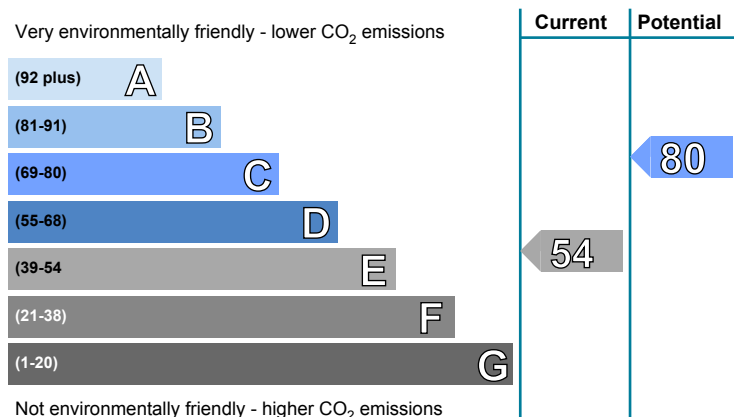 Current Potential
Very environmentally friendly - lower CO2 emissions
(92 plus) A
(81-91) B
(69-80) C
80
(55-68) D
(39-54 E
54
(21-38) F
(1-20) G
Not environmentally friendly - higher CO2 emissions